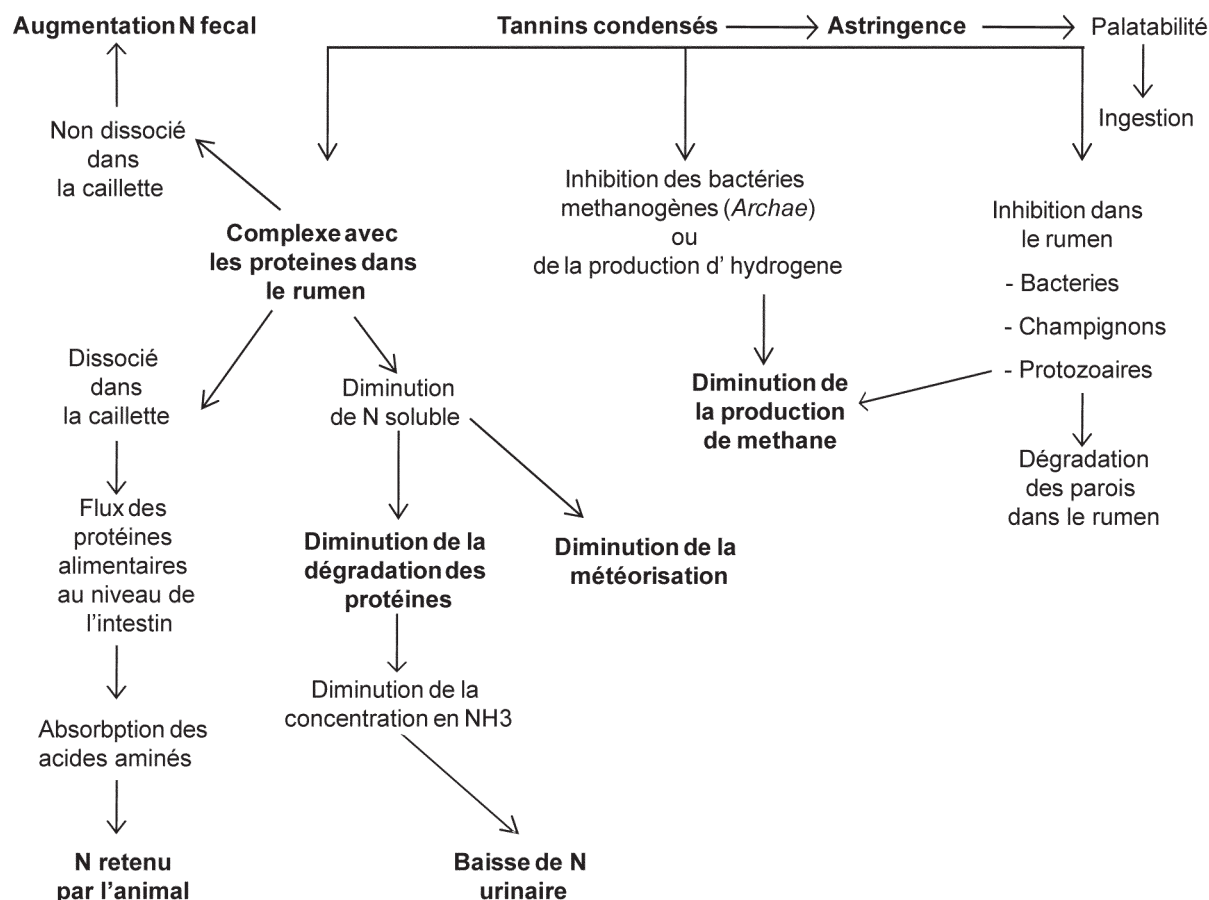 Augmentation N fecal
Tannins condensés
Astringence
Palatabilité
Ingestion
Non dissocié
dans
la caillette
Complexe avec
les proteines dans
le rumen
Inhibition des bactéries
methanogènes (Archae)
ou
de la production d' hydrogene
Inhibition dans
le rumen
- Bacteries
- Champignons
- Protozoaires
Dissocié
dans
la caillette
Diminution
de N soluble
Diminution de
la production
de methane
Dégradation
des parois
dans le rumen
Flux des
protéines
alimentaires
au niveau de
l'intestin
Diminution de la
dégradation des
protéines
Diminution de la
météorisation
Diminution de la
concentration en NH3
Absorbption des
acides aminés
N retenu
par l'animal
Baisse de N
urinaire